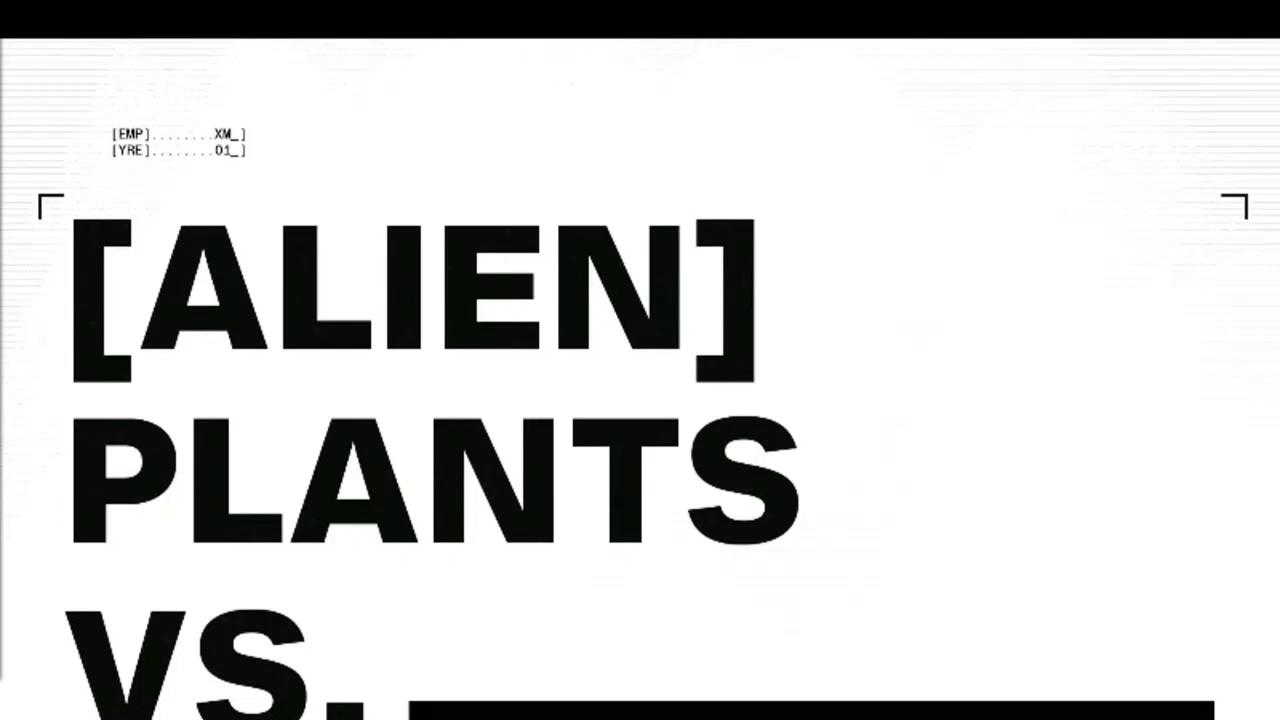 [EMP]........XM_]
[YRE]........01_]
[ALIEN]
PLANTS
VS.